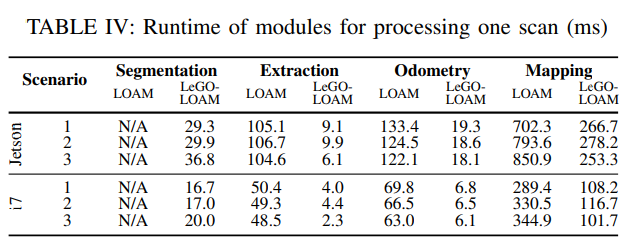 TABLE IV: Runtime of modules for processing one scan (ms)
Scenario Segmentation Extraction Odometry Mapping
LOAM LeGO-LOAM LOAM LeGO-LOAM LOAM LeGO-LOAM LOAM LeGO-LOAM
Jetson
1 N/A 29.3 105.1 9.1 133.4 19.3 702.3 266.7
2 N/A 29.9 106.7 9.9 124.5 18.6 793.6 278.2
3 N/A 36.8 104.6 6.1 122.1 18.1 850.9 253.3
i7
1 N/A 16.7 50.4 4.0 69.8 6.8 289.4 108.2
2 N/A 17.0 49.3 4.4 66.5 6.5 330.5 116.7
3 N/A 20.0 48.5 2.3 63.0 6.1 344.9 101.7